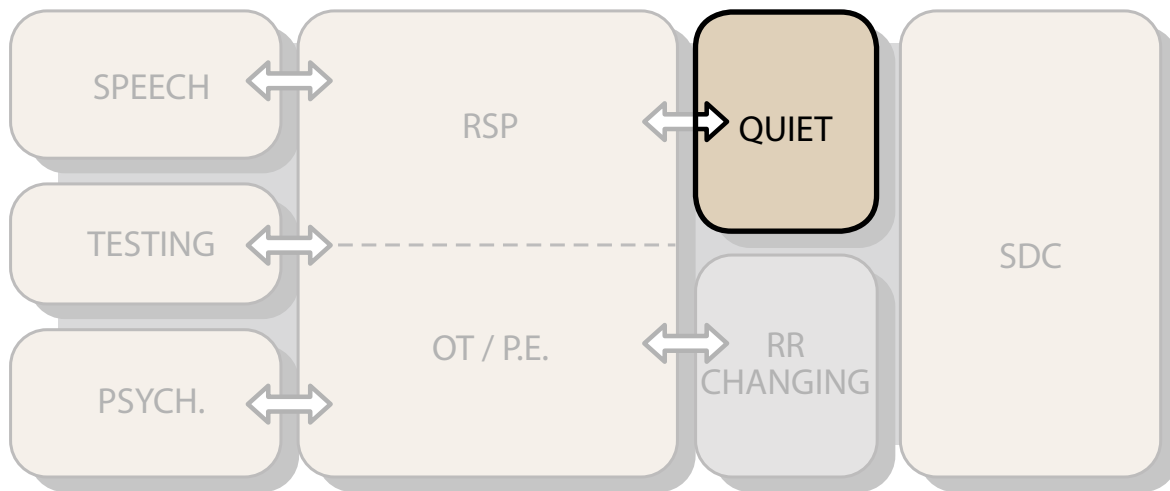 SPEECH
RSP
QUIET
TESTING
SDC
OT / P.E.
RR
CHANGING
PSYCH.